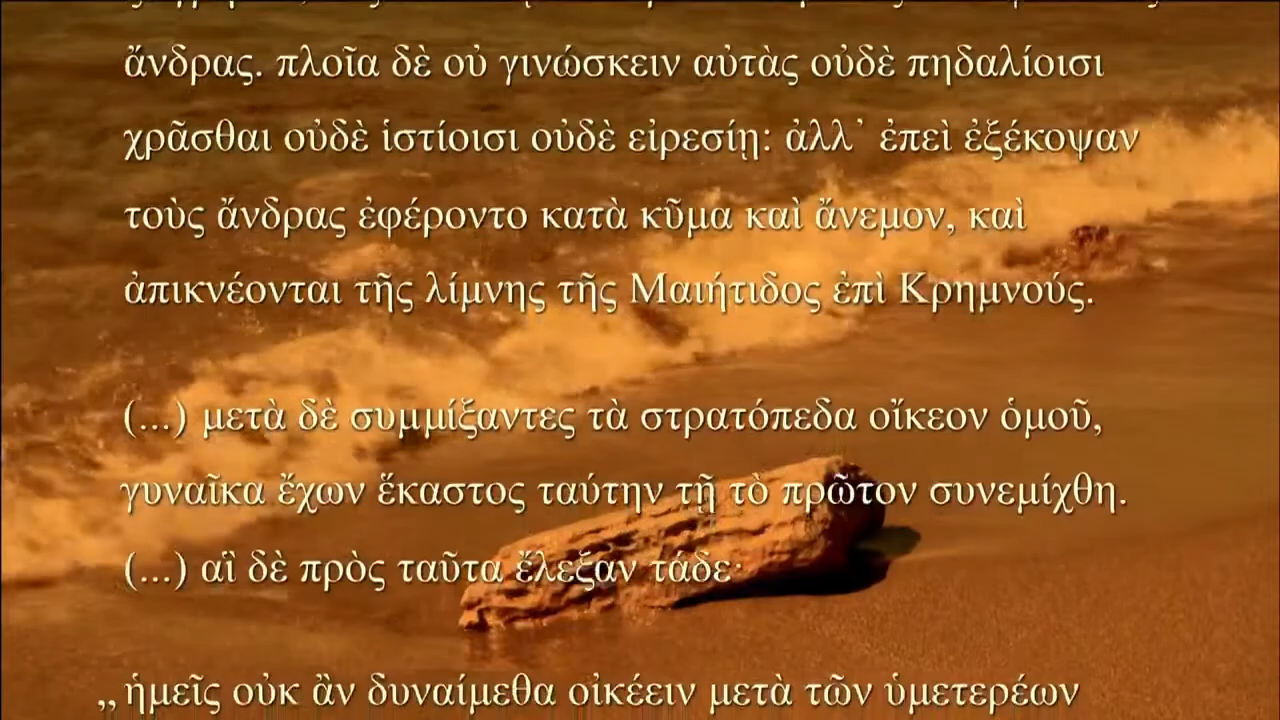 ἄνδρας. πλοῖα δὲ οὐ γινώσκειν αὐτὰς οὐδὲ πηδαλίοισι
χρᾶσθαι οὐδὲ ἱστίοισι οὐδὲ εἰρεσίῃ: ἀλλ᾽ ἐπεὶ ἐξέκοψαν
τοὺς ἄνδρας ἐφέροντο κατὰ κῦμα καὶ ἄνεμον, καὶ
ἀπικνέονται τῆς λίμνης τῆς Μαιήτιδος ἐπὶ Κρημνούς.
(...) μετὰ δὲ συμμίξαντες τὰ στρατόπεδα οἴκεον ὁμοῦ,
γυναῖκα ἔχων ἕκαστος ταύτην τῇ τὸ πρῶτον συνεμίχθη.
(...) αἳ δὲ πρὸς ταῦτα ἔλεξαν τάδε·
„ἡμεῖς οὐκ ἂν δυναίμεθα οἰκέειν μετὰ τῶν ὑμετερέων